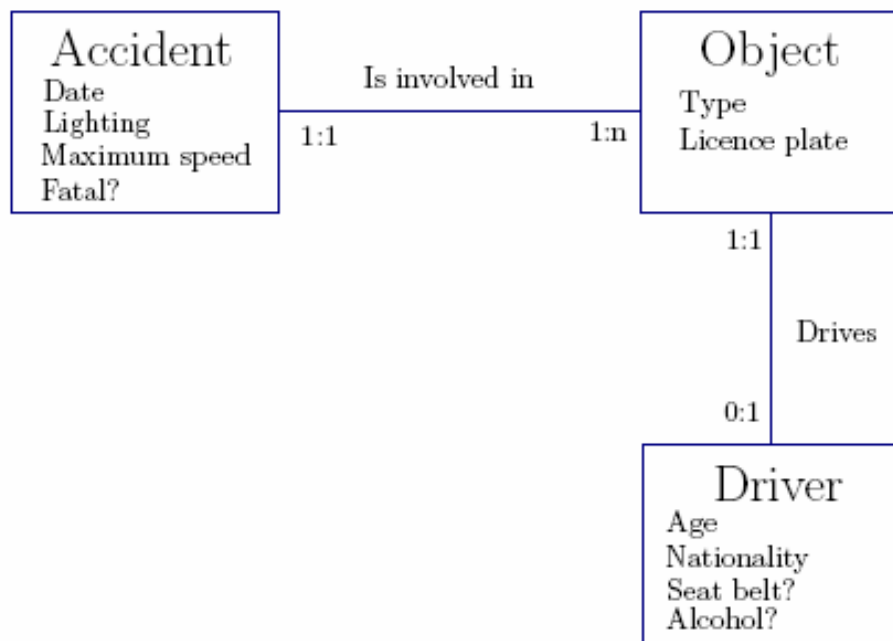 Accident
Date
Lighting
Maximum speed
Fatal?
Is involved in
1:1
1:n
Object
Type
Licence plate
1:1
Drives
0:1
Driver
Age
Nationality
Seat belt?
Alcohol?